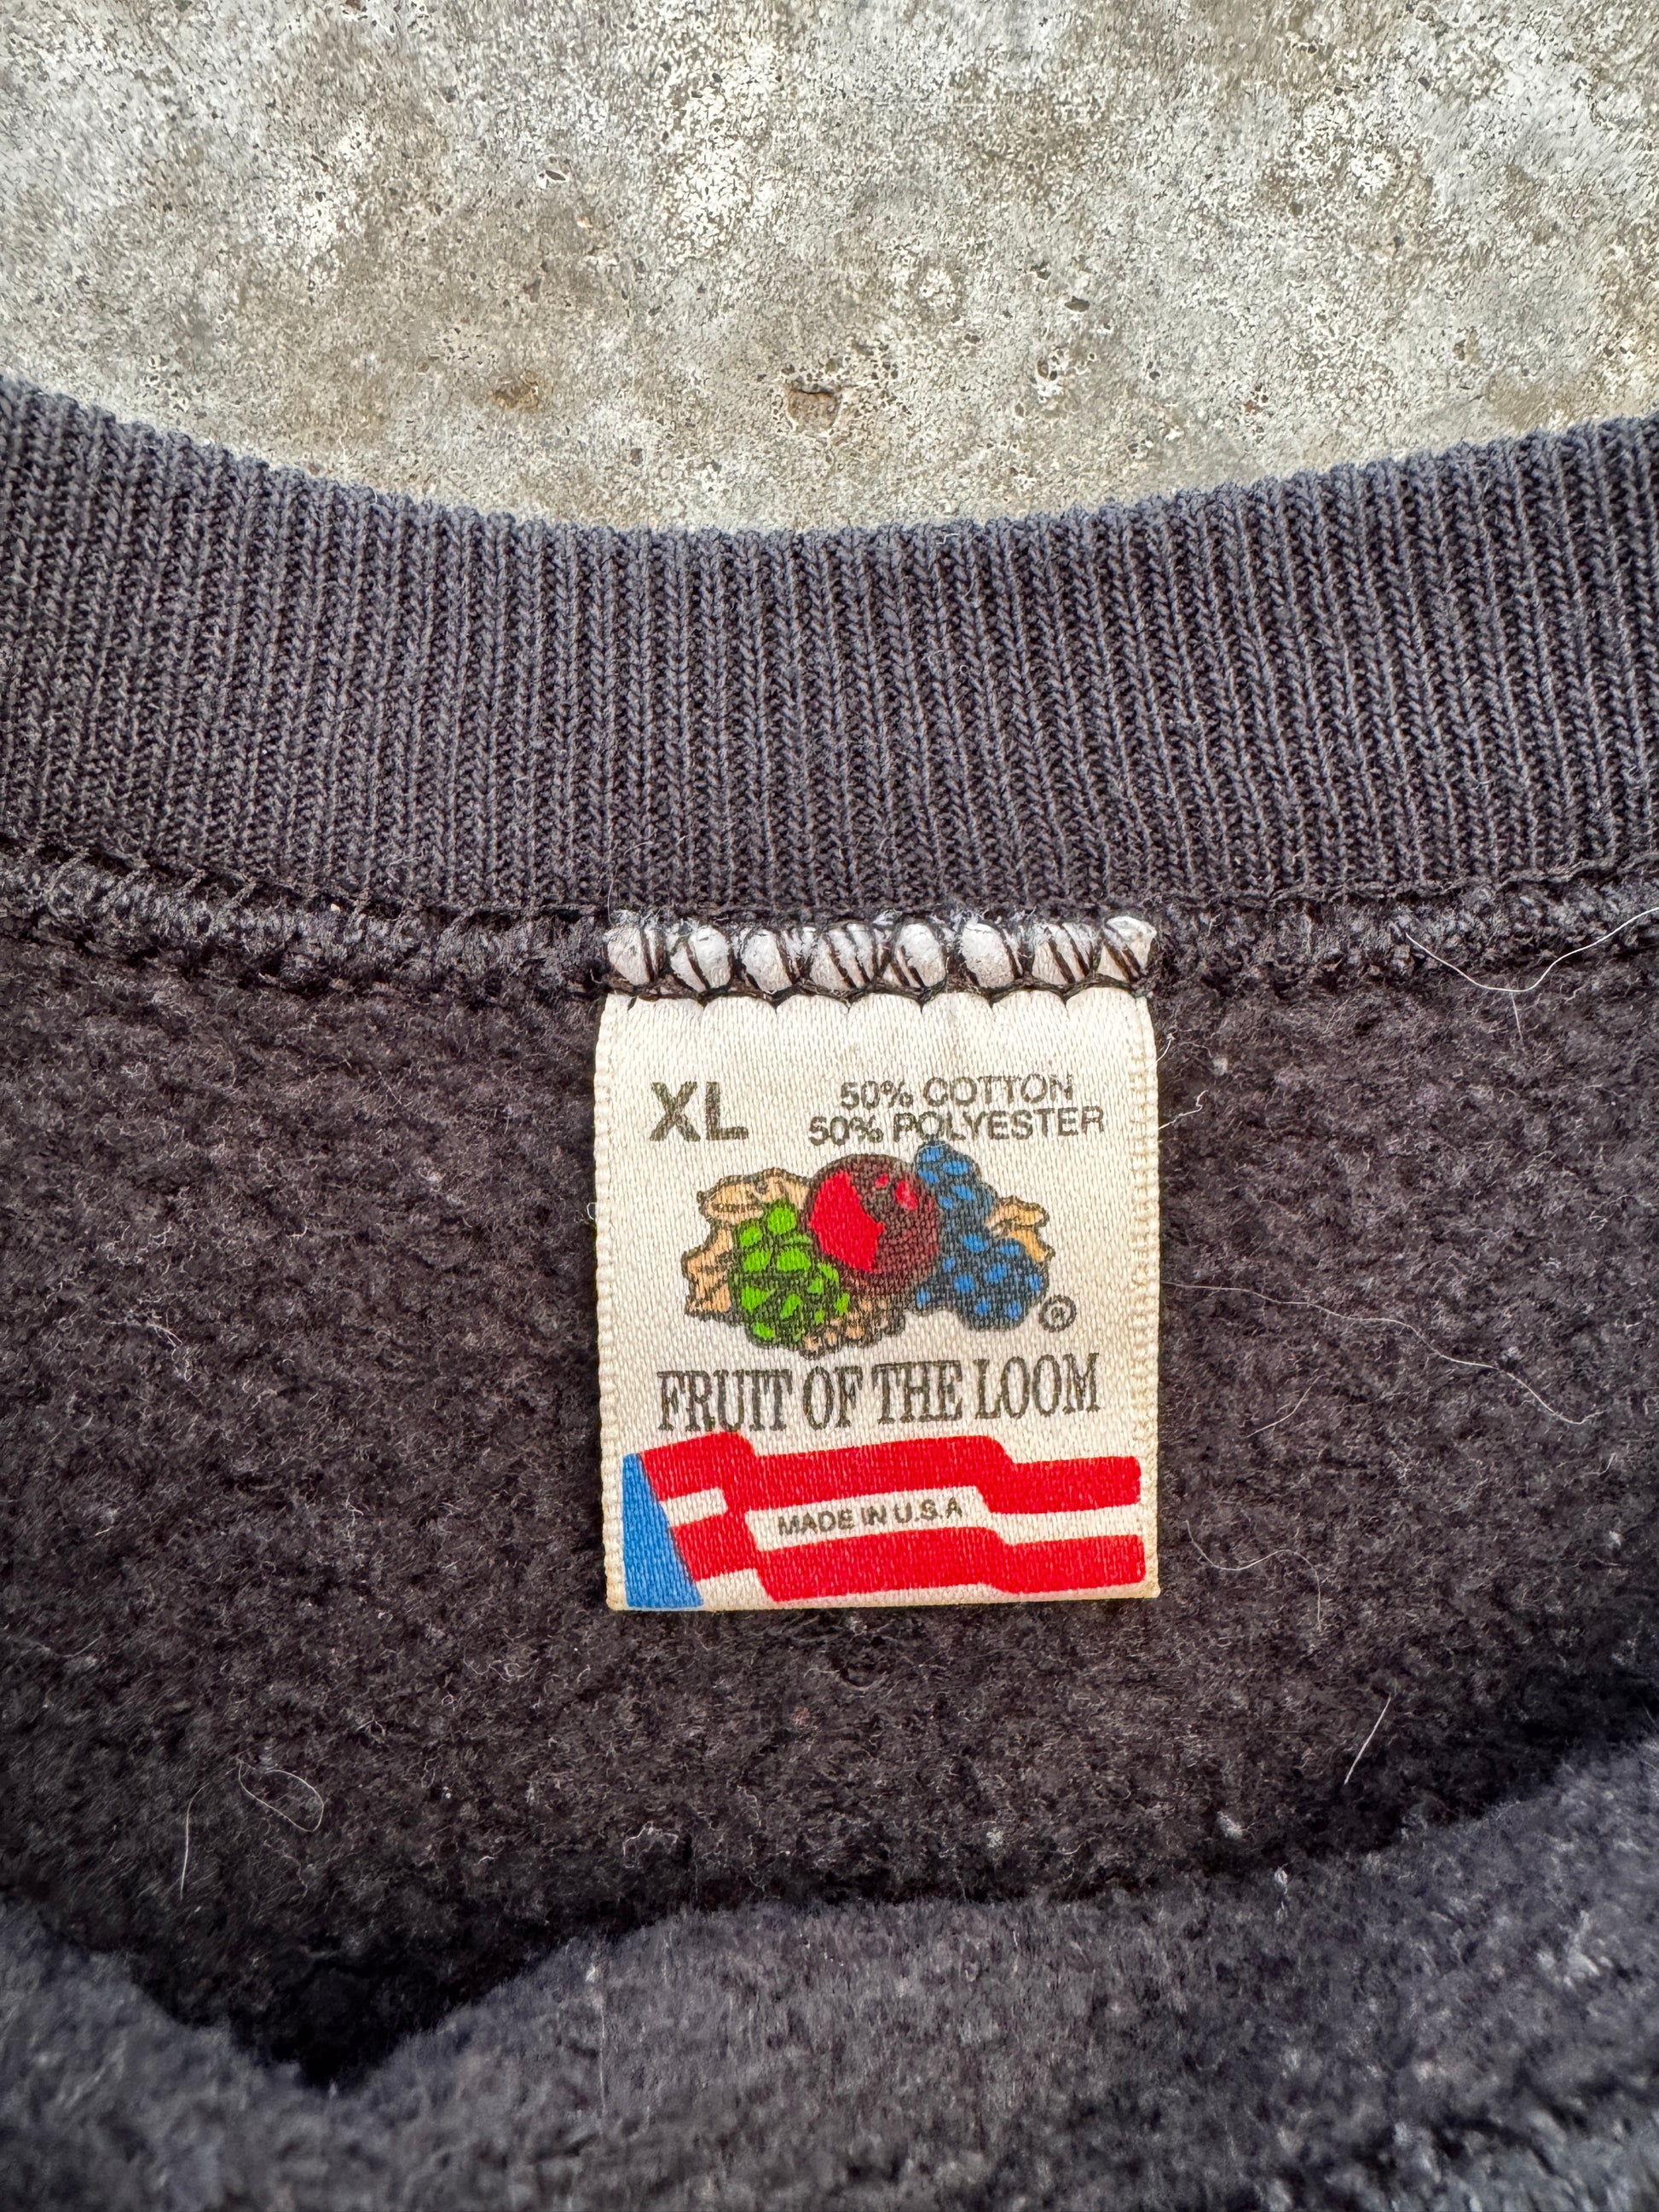 XL
50% COTTON
50% POLYESTER
®
FRUIT OF THE LOOM
MADE IN U.S.A